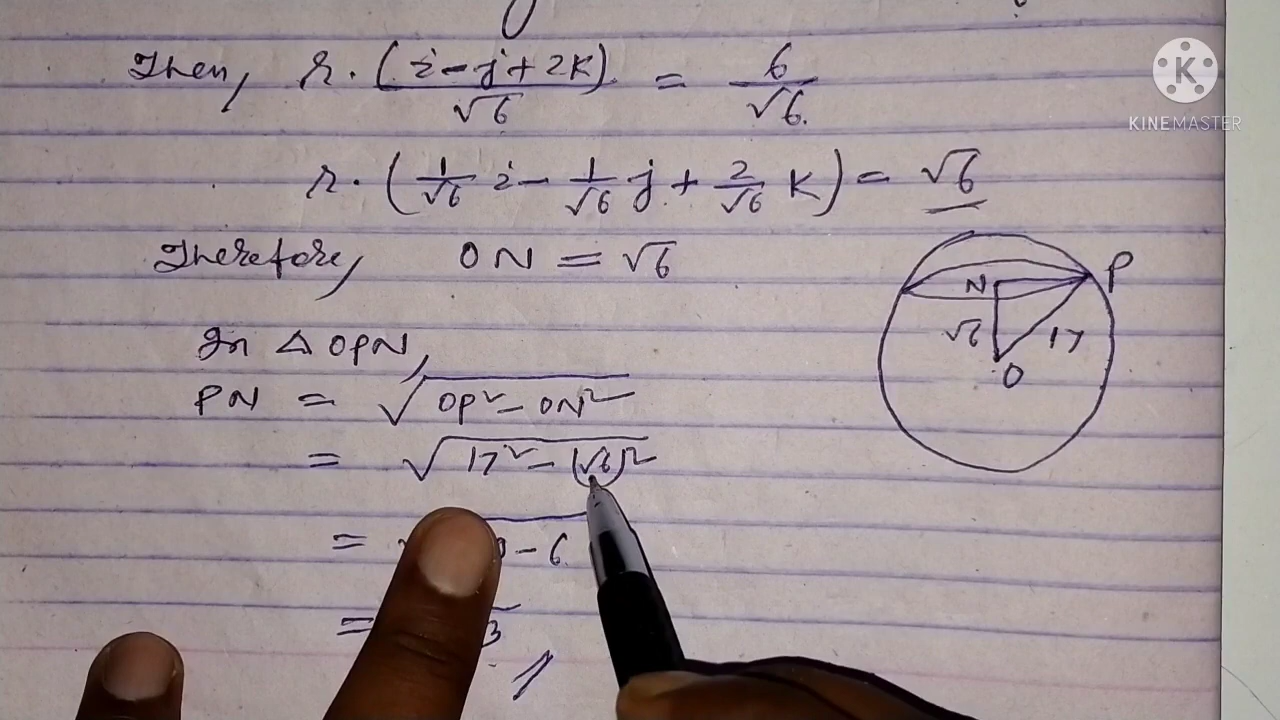 Then, r. (i-j+2k)/√6 = 6/√6.
r. (1/√6 i - 1/√6 j + 2/√6 k) = √6
Therefore, ON = √6
In △ OPN,
PN = √OP² - ON²
= √17² - (√6)²
= - 6
= 3
N P
√6 17
O
K
KINEMASTER